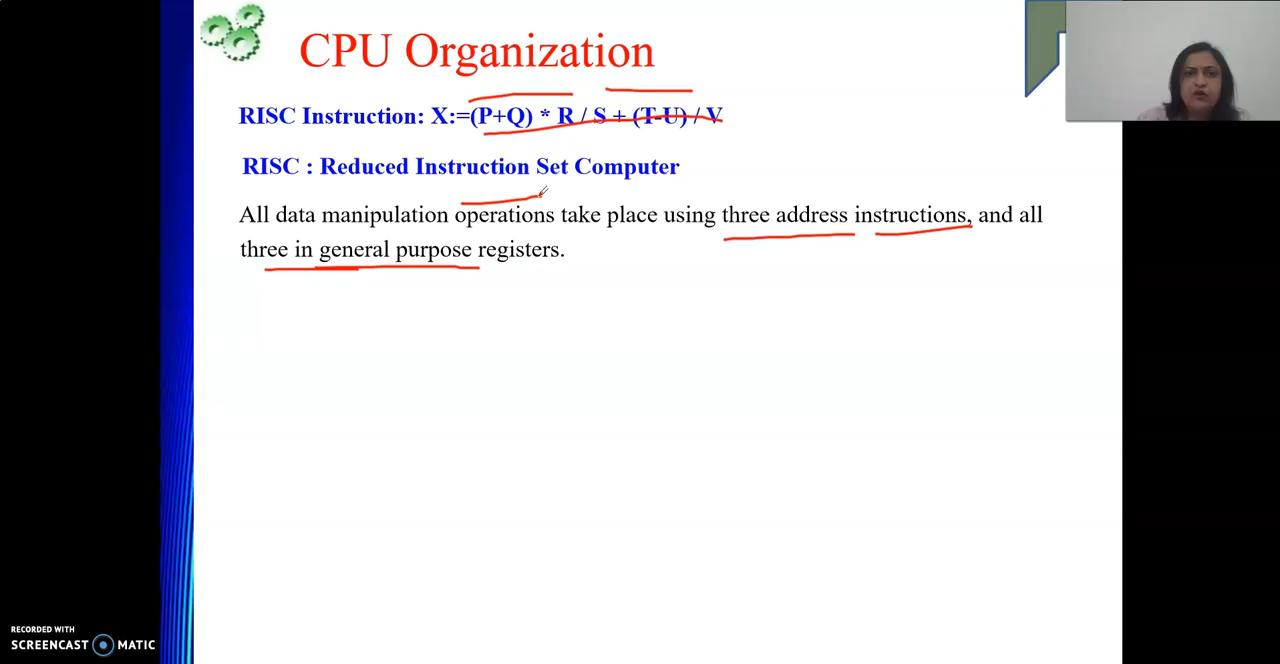 CPU Organization
RISC Instruction: X:=(P+Q) * R / S + (T-U) / V
RISC : Reduced Instruction Set Computer
All data manipulation operations take place using three address instructions, and all
three in general purpose registers.
RECORDED WITH
SCREENCAST MATIC